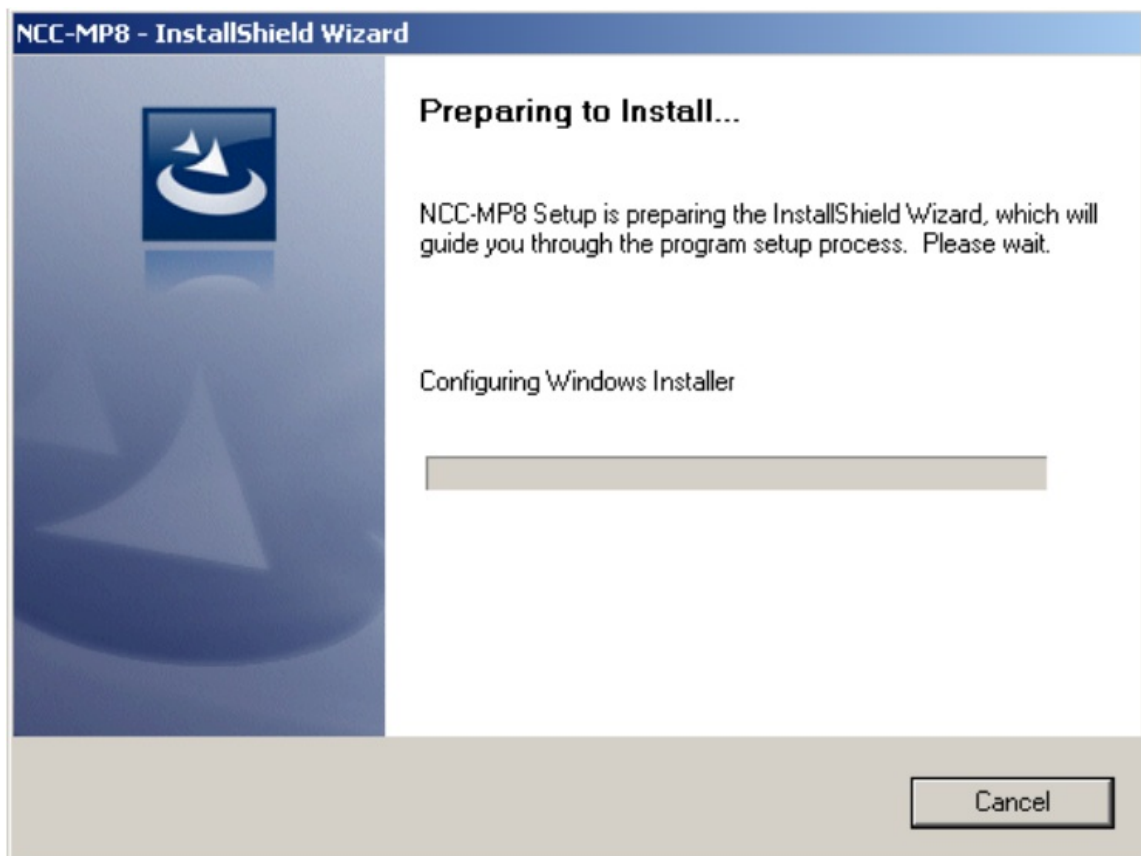 NCC-MP8 - InstallShield Wizard
Preparing to Install...
NCC-MP8 Setup is preparing the InstallShield Wizard, which will
guide you through the program setup process.  Please wait.
Configuring Windows Installer
Cancel